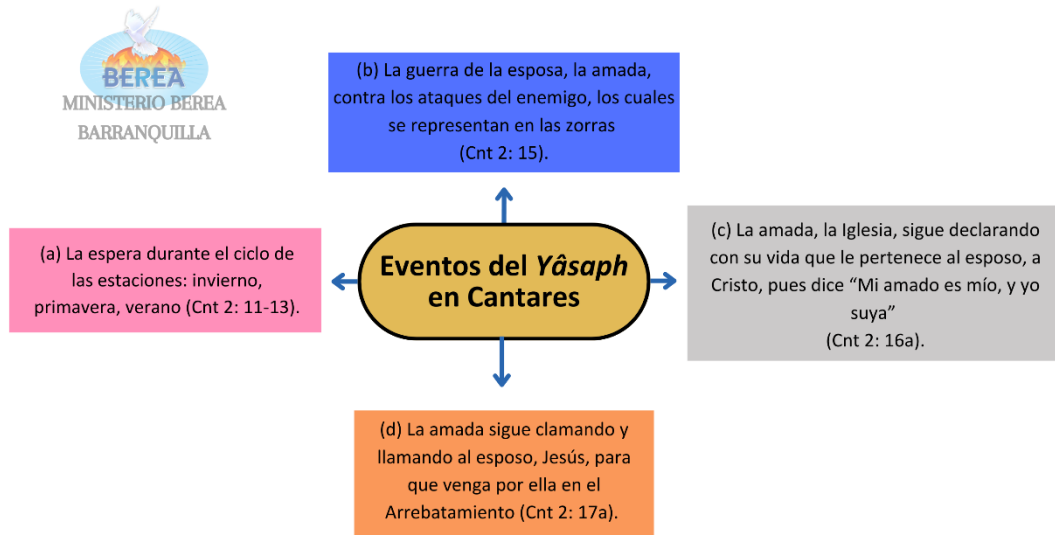 BEREA
MINISTERIO BEREA
BARRANQUILLA
(b) La guerra de la esposa, la amada,
contra los ataques del enemigo, los cuales
se representan en las zorras
(Cnt 2: 15).
(a) La espera durante el ciclo de
las estaciones: invierno,
primavera, verano (Cnt 2: 11-13).
Eventos del Yâsaph
en Cantares
(c) La amada, la Iglesia, sigue declarando
con su vida que le pertenece al esposo, a
Cristo, pues dice “Mi amado es mío, y yo
suya”
(Cnt 2: 16a).
(d) La amada sigue clamando y
llamando al esposo, Jesús, para
que venga por ella en el
Arrebatamiento (Cnt 2: 17a).